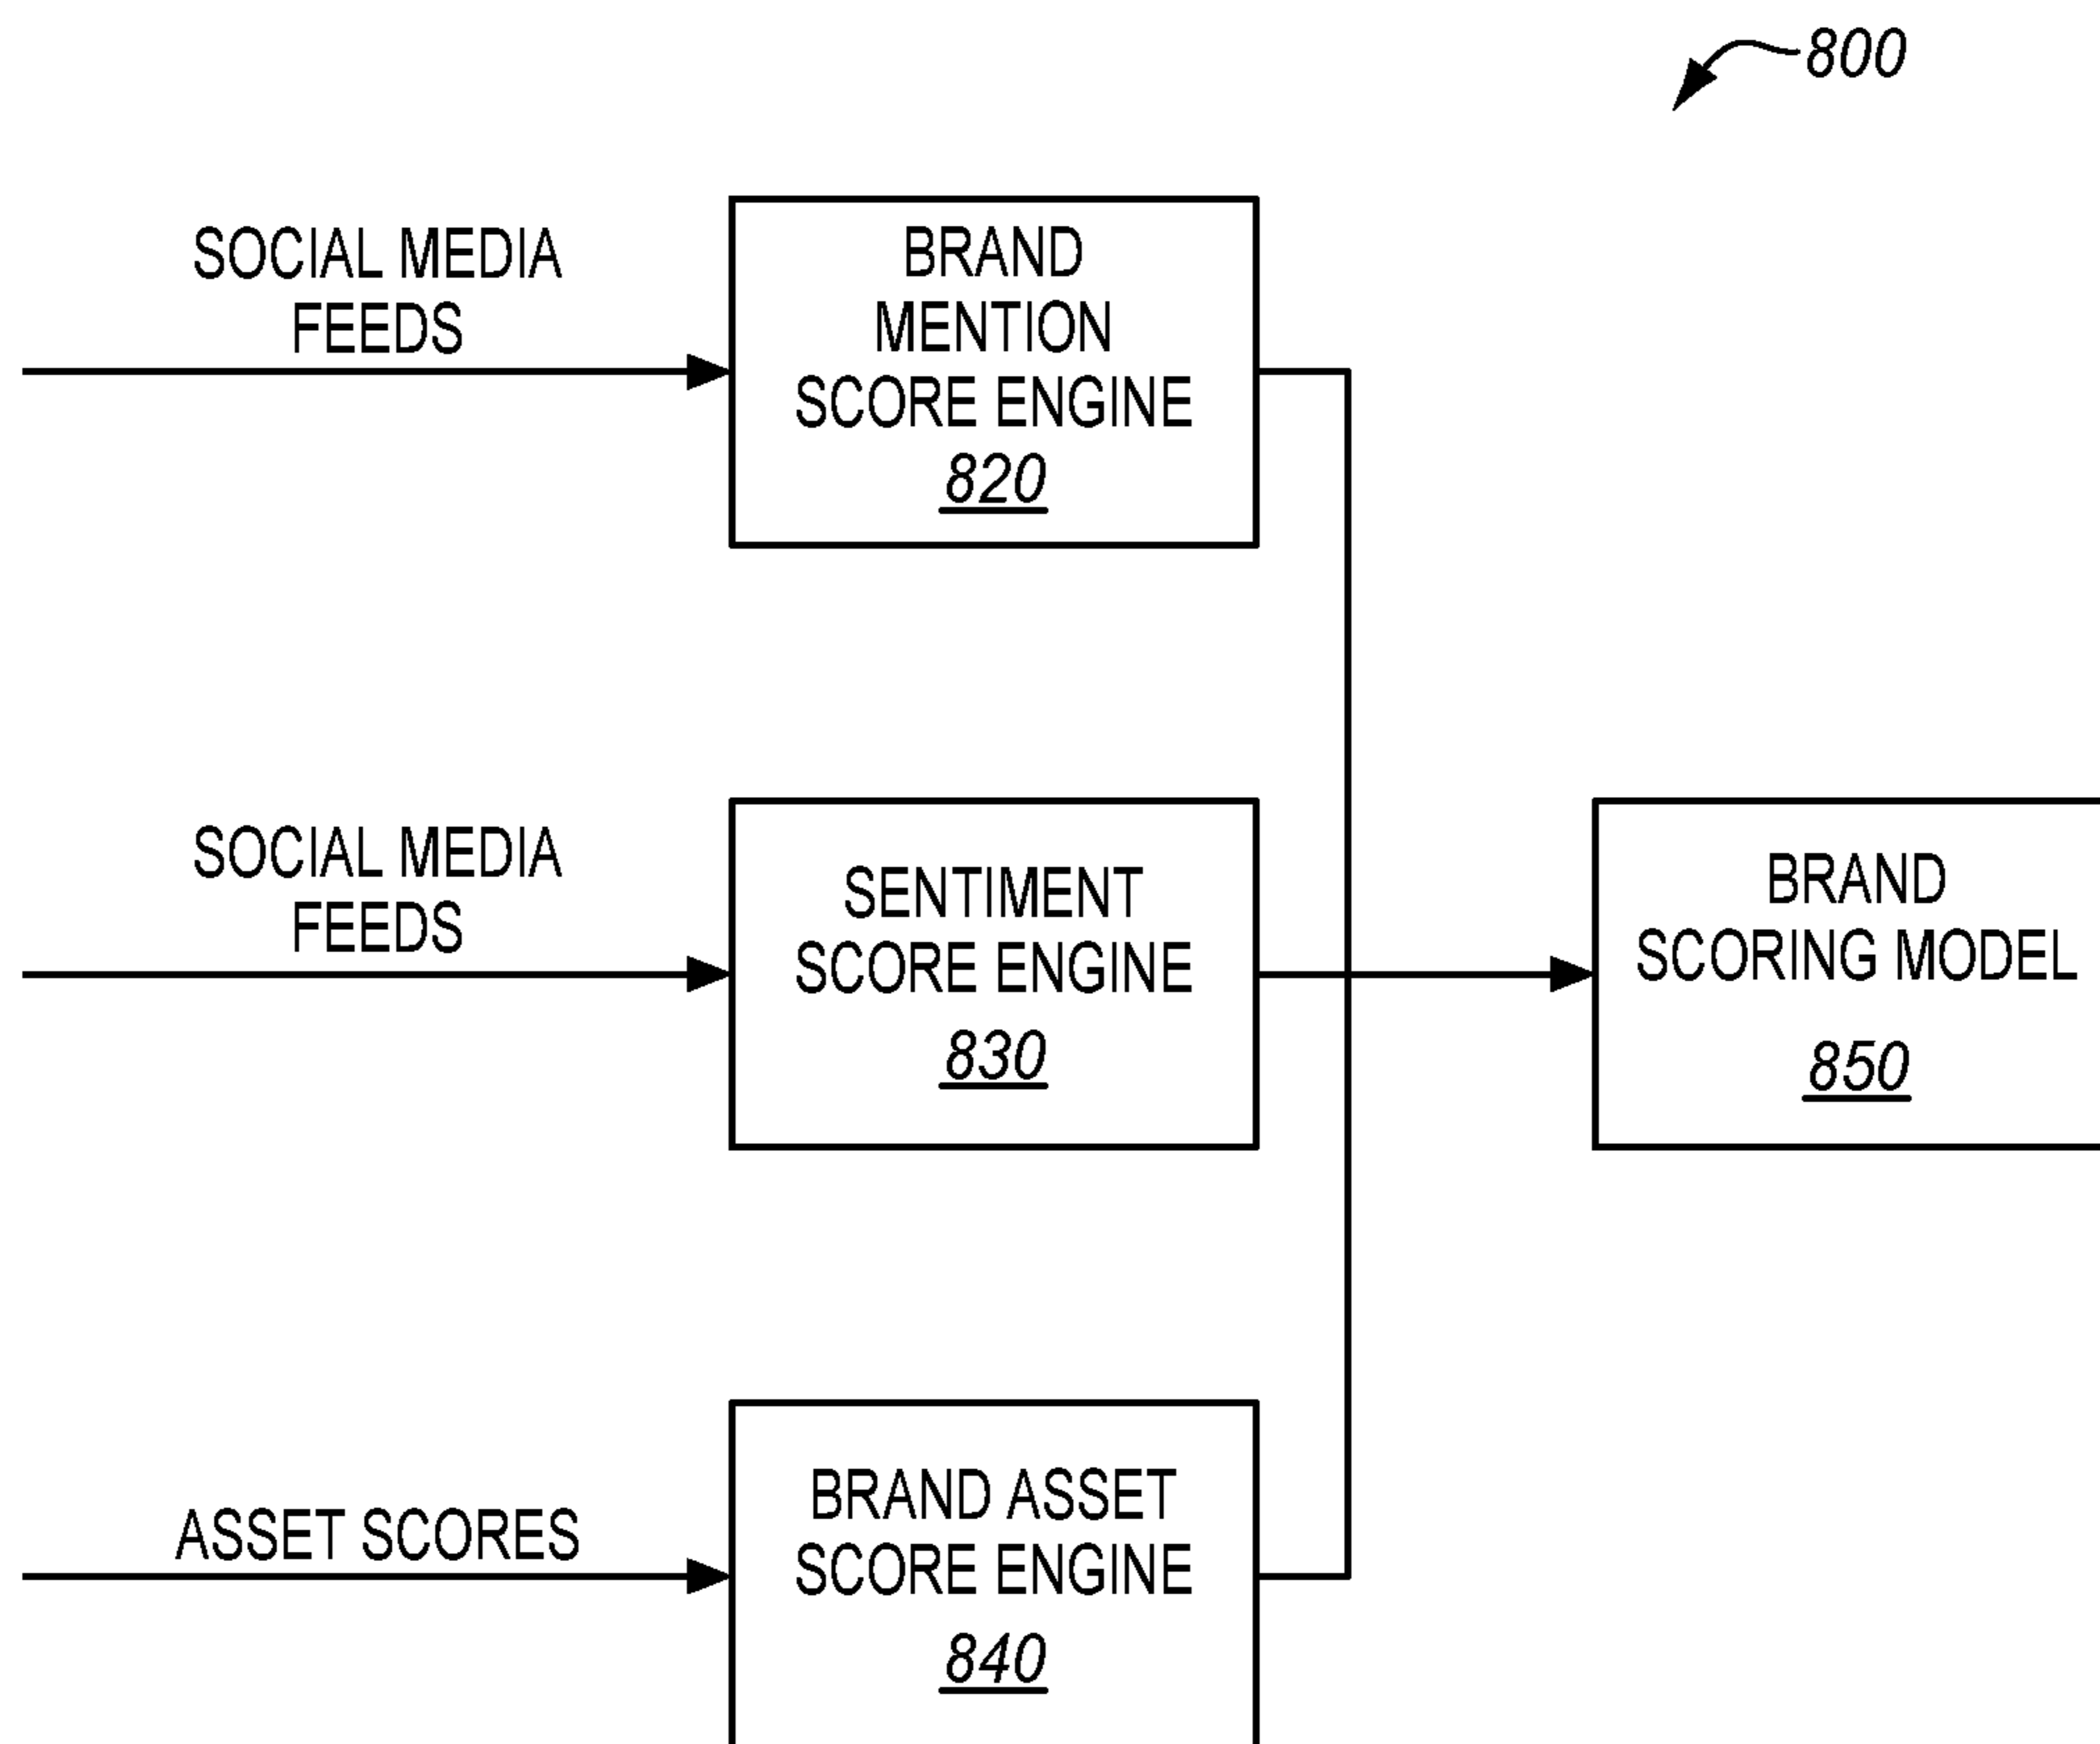 800
SOCIAL MEDIA
FEEDS
BRAND
MENTION
SCORE ENGINE
820
SOCIAL MEDIA
FEEDS
SENTIMENT
SCORE ENGINE
830
BRAND
SCORING MODEL
850
ASSET SCORES
BRAND ASSET
SCORE ENGINE
840